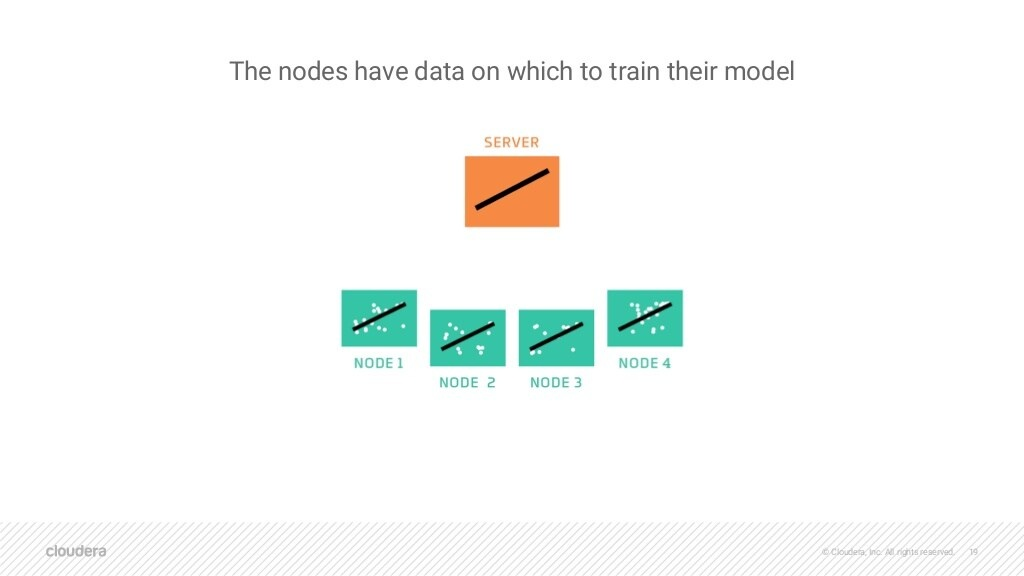 The nodes have data on which to train their model
SERVER
NODE 1
NODE 2
NODE 3
NODE 4
cloudera
© Cloudera, Inc. All rights reserved. 19